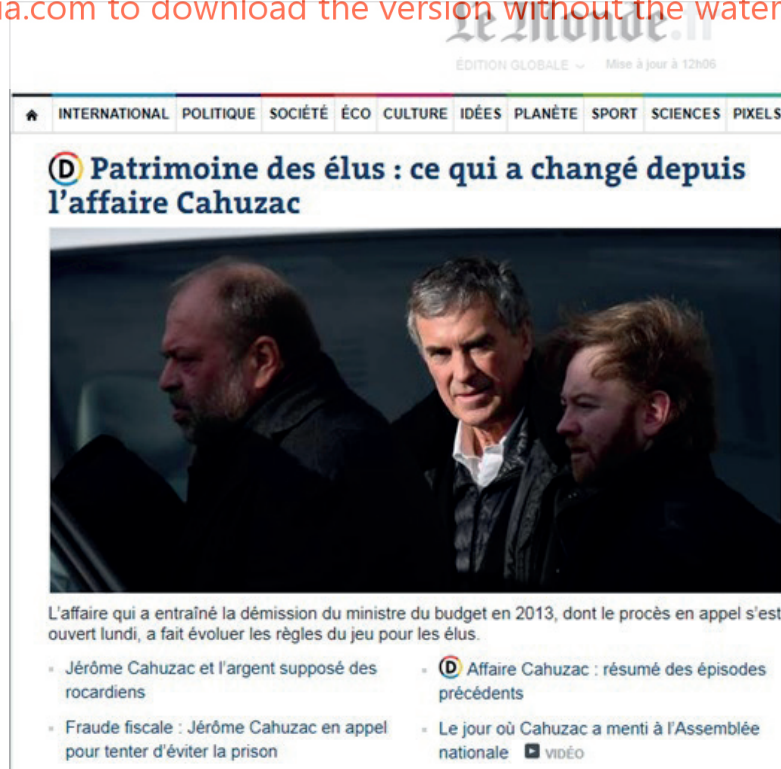 ia.com to download the version without the water
Le Monde.fr
ÉDITION GLOBALE Mise à jour à 12h06
INTERNATIONAL POLITIQUE SOCIÉTÉ ÉCO CULTURE IDÉES PLANÈTE SPORT SCIENCES PIXELS
D Patrimoine des élus : ce qui a changé depuis
l'affaire Cahuzac
L'affaire qui a entraîné la démission du ministre du budget en 2013, dont le procès en appel s'est
ouvert lundi, a fait évoluer les règles du jeu pour les élus.
Jérôme Cahuzac et l'argent supposé des
rocardiens
Fraude fiscale : Jérôme Cahuzac en appel
pour tenter d'éviter la prison
D Affaire Cahuzac : résumé des épisodes
précédents
Le jour où Cahuzac a menti à l'Assemblée
nationale VIDÉO